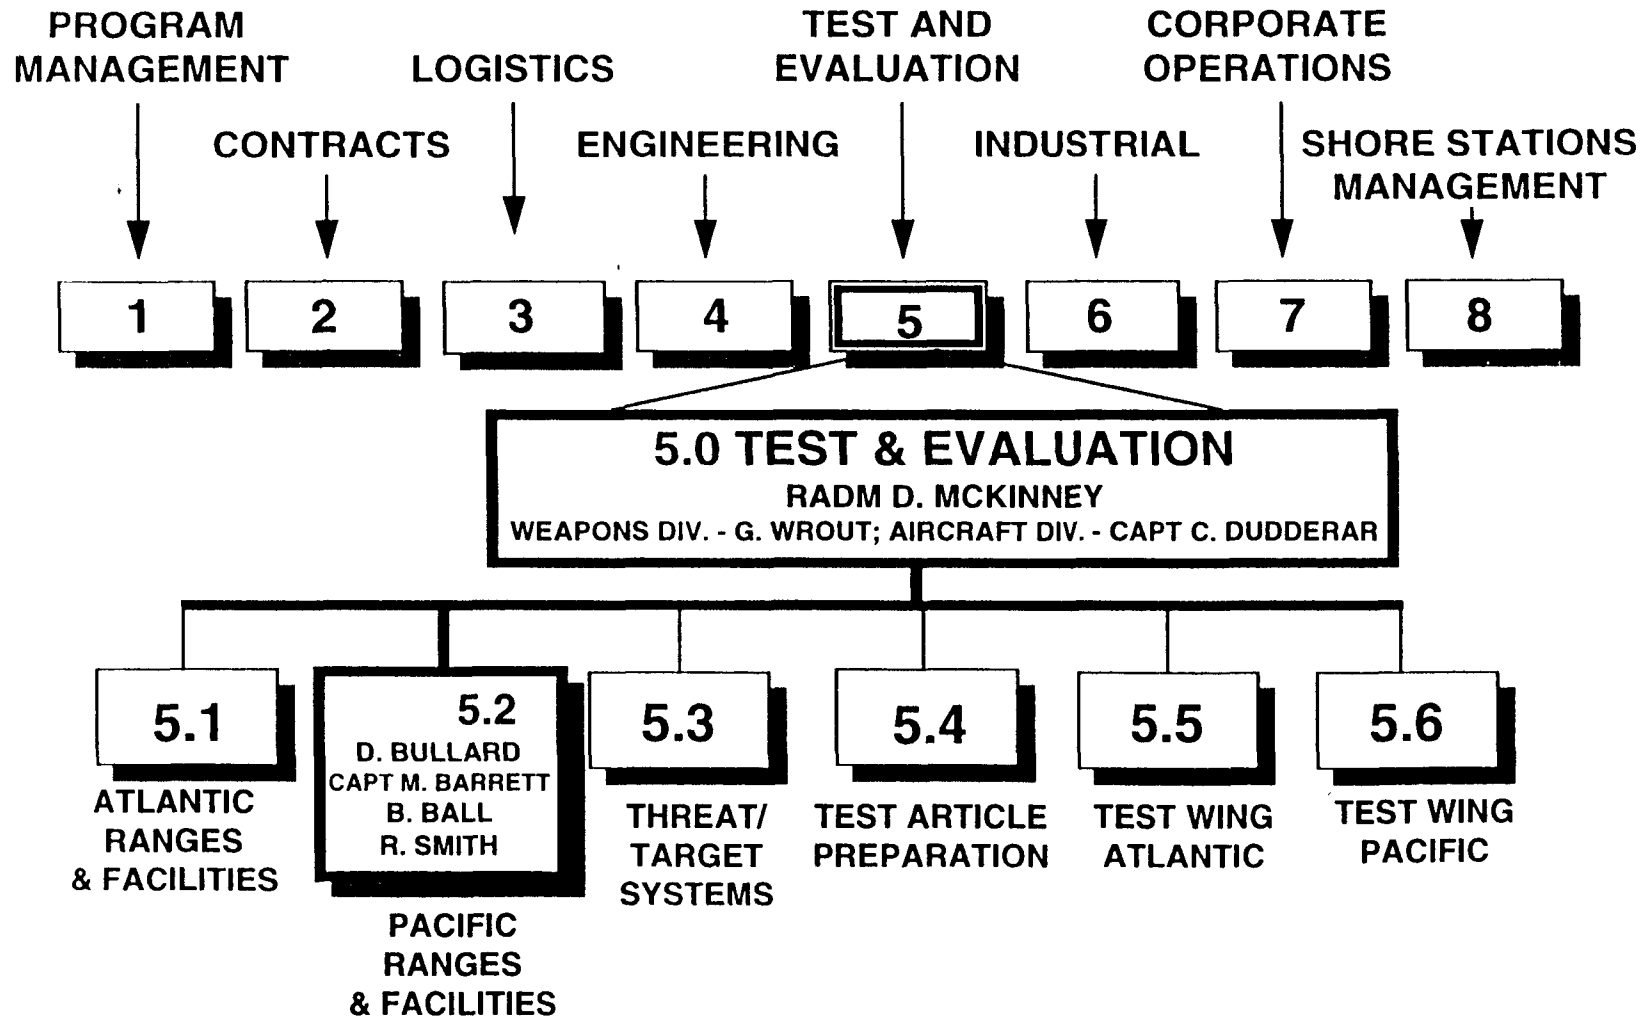 PROGRAM
MANAGEMENT
CONTRACTS
LOGISTICS
ENGINEERING
TEST AND
EVALUATION
INDUSTRIAL
CORPORATE
OPERATIONS
SHORE STATIONS
MANAGEMENT
1
2
3
4
5
6
7
8
5.0 TEST & EVALUATION
RADM D. MCKINNEY
WEAPONS DIV. - G. WROUT; AIRCRAFT DIV. - CAPT C. DUDDERAR
5.1
ATLANTIC
RANGES
& FACILITIES
5.2
D. BULLARD
CAPT M. BARRETT
B. BALL
R. SMITH
PACIFIC
RANGES
& FACILITIES
5.3
THREAT/
TARGET
SYSTEMS
5.4
TEST ARTICLE
PREPARATION
5.5
TEST WING
ATLANTIC
5.6
TEST WING
PACIFIC